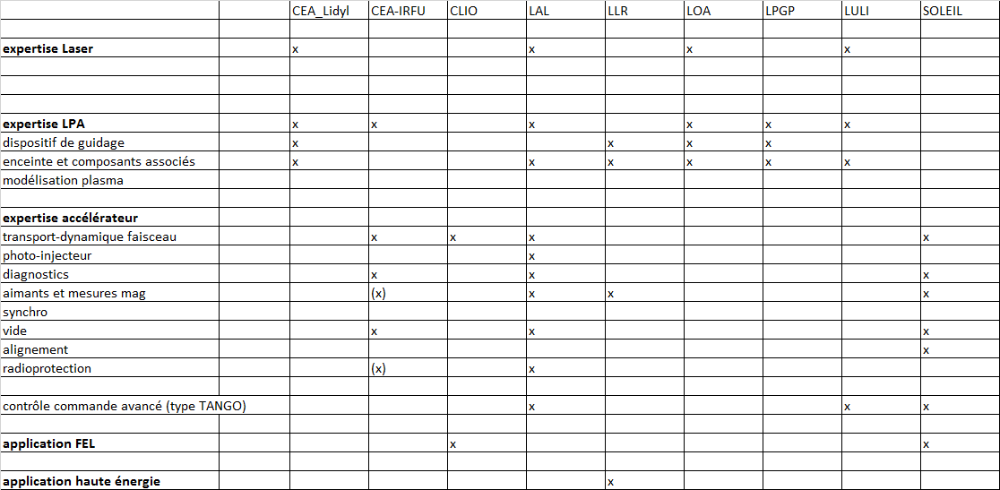 CEA_Lidyl CEA-IRFU CLIO LAL LLR LOA LPGP LULI SOLEIL
expertise Laser x x x x
expertise LPA x x x x x x
dispositif de guidage x x x x
enceinte et composants associés x x x x x x
modélisation plasma
expertise accélérateur
transport-dynamique faisceau x x x x
photo-injecteur x
diagnostics x x x
aimants et mesures mag (x) x x x
synchro
vide x x x
alignement x
radioprotection (x) x
contrôle commande avancé (type TANGO) x x x
application FEL x x
application haute énergie x